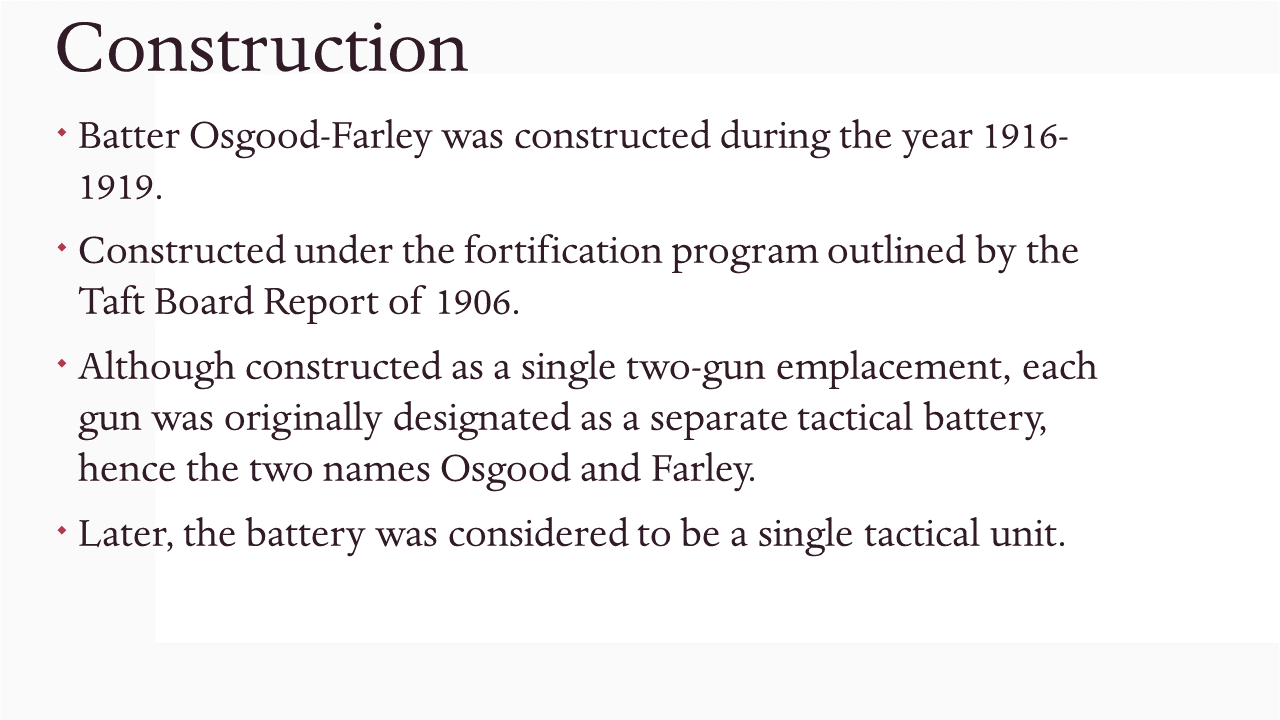 Construction
Batter Osgood-Farley was constructed during the year 1916-
1919.
Constructed under the fortification program outlined by the
Taft Board Report of 1906.
Although constructed as a single two-gun emplacement, each
gun was originally designated as a separate tactical battery,
hence the two names Osgood and Farley.
Later, the battery was considered to be a single tactical unit.